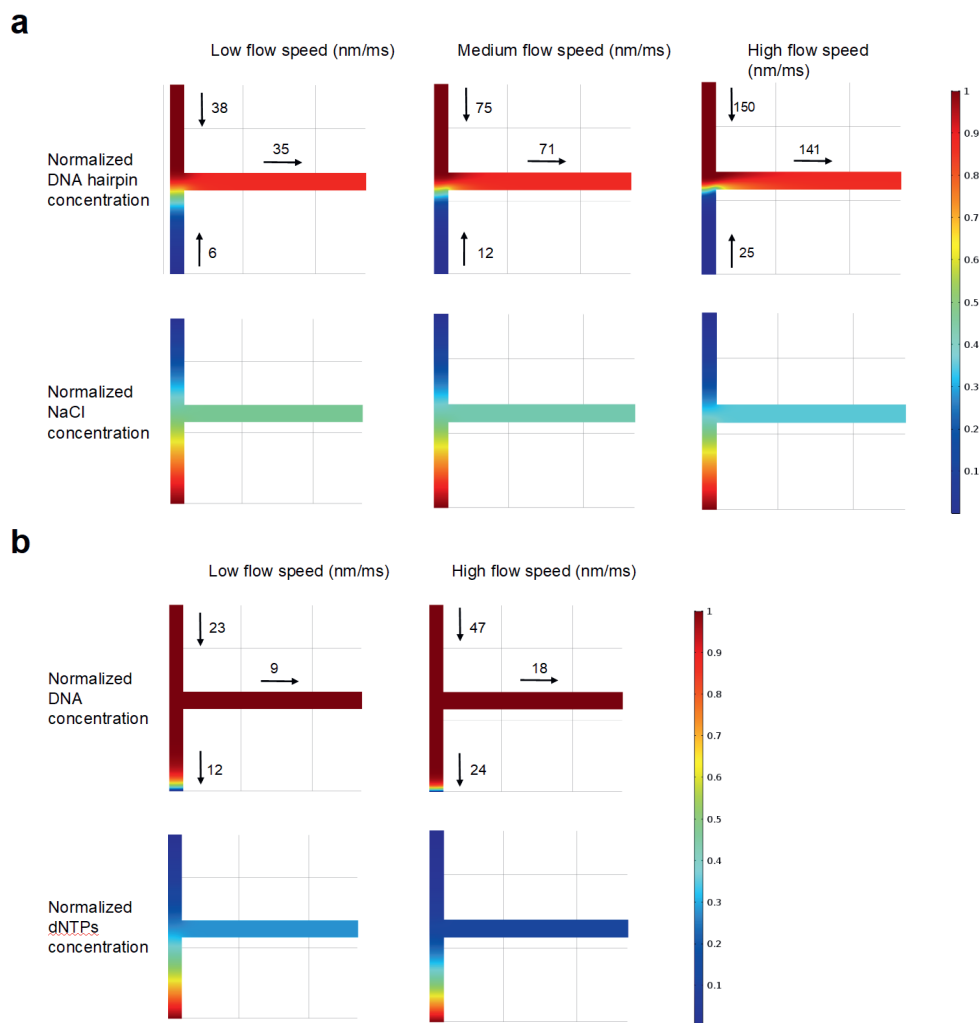 a
Low flow speed (nm/ms)
Medium flow speed (nm/ms)
High flow speed
(nm/ms)
38
35
6
75
71
12
150
141
25
Normalized
DNA hairpin
concentration
Normalized
NaCl
concentration
1
0.9
0.8
0.7
0.6
0.5
0.4
0.3
0.2
0.1
b
Low flow speed (nm/ms)
High flow speed (nm/ms)
23
9
12
47
18
24
Normalized
DNA
concentration
Normalized
dNTPs
concentration
1
0.9
0.8
0.7
0.6
0.5
0.4
0.3
0.2
0.1